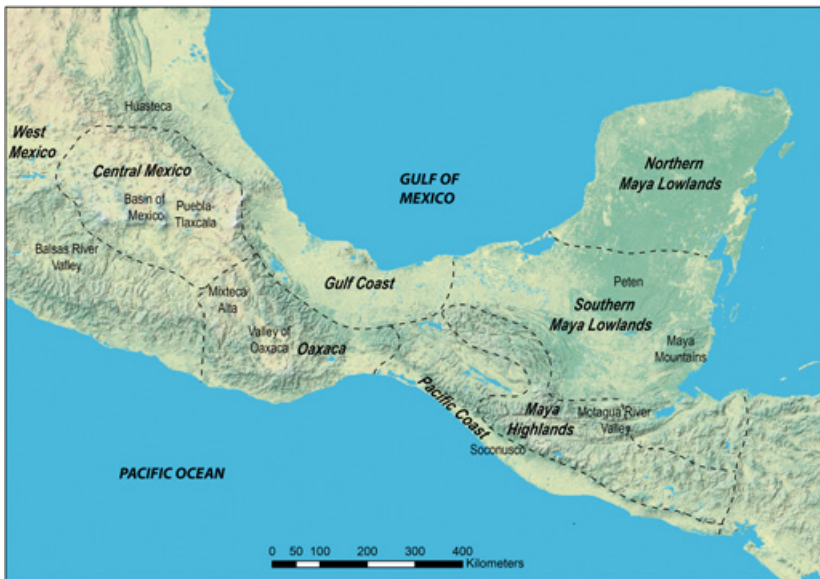 Huasteca
West
Mexico
Central Mexico
Basin of
Mexico
Puebla-
Tlaxcala
Balsas River
Valley
GULF OF
MEXICO
Northern
Maya Lowlands
Gulf Coast
Mixteca
Alta
Valley of
Oaxaca
Oaxaca
Peten
Southern
Maya Lowlands
Maya
Mountains
Pacific Coast
Maya
Highlands
Motagua River
Valley
Soconusco
PACIFIC OCEAN
0 50 100 200 300 400
Kilometers